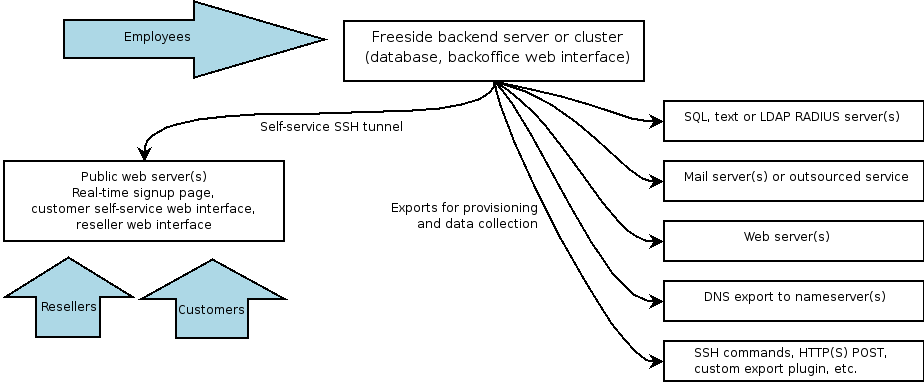 Employees
Freeside backend server or cluster
(database, backoffice web interface)
Self-service SSH tunnel
SQL, text or LDAP RADIUS server(s)
Public web server(s)
Real-time signup page,
customer self-service web interface,
reseller web interface
Mail server(s) or outsourced service
Exports for provisioning
and data collection
Web server(s)
Resellers
Customers
DNS export to nameserver(s)
SSH commands, HTTP(S) POST,
custom export plugin, etc.